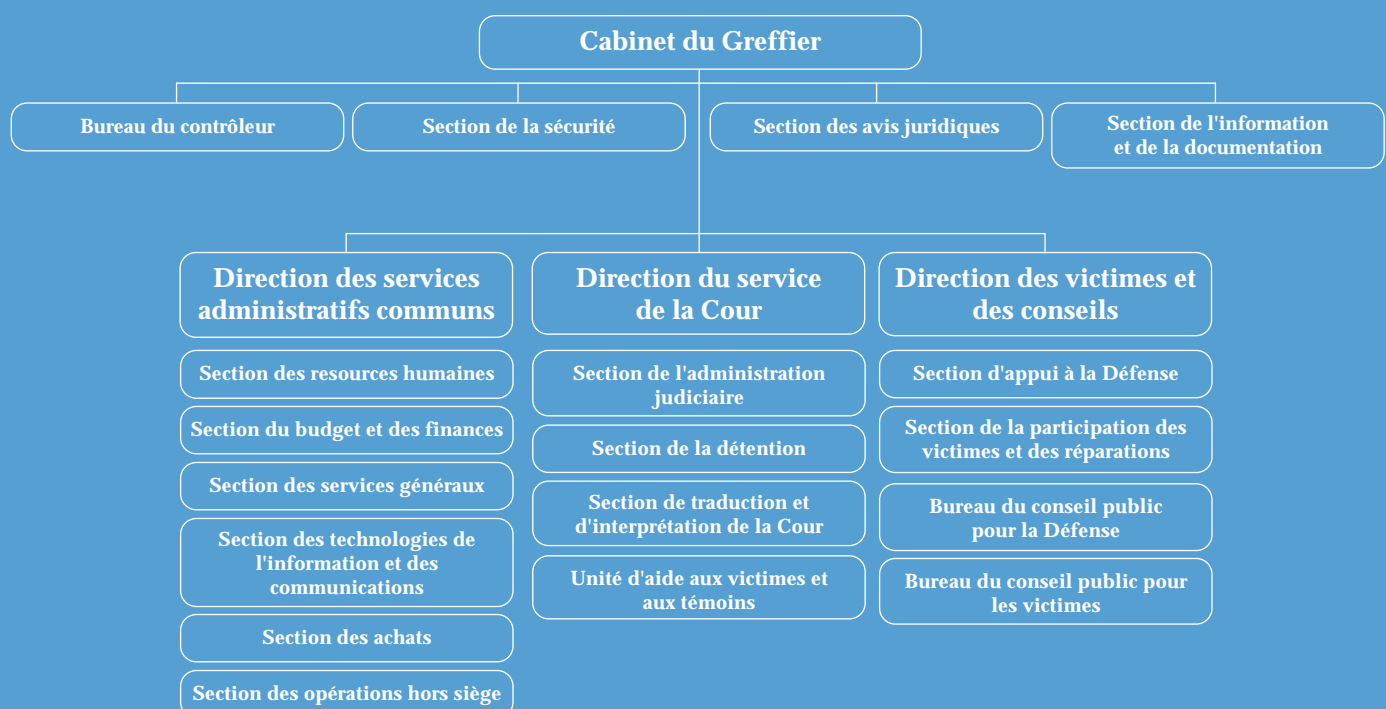 Cabinet du Greffier
Bureau du contrôleur
Section de la sécurité
Section des avis juridiques
Section de l'information
et de la documentation
Direction des services
administratifs communs
Section des resources humaines
Section du budget et des finances
Section des services généraux
Section des technologies de
l'information et des
communications
Section des achats
Section des opérations hors siège
Direction du service
de la Cour
Section de l'administration
judiciaire
Section de la détention
Section de traduction et
d'interprétation de la Cour
Unité d'aide aux victimes et
aux témoins
Direction des victimes et
des conseils
Section d'appui à la Défense
Section de la participation des
victimes et des réparations
Bureau du conseil public
pour la Défense
Bureau du conseil public pour
les victimes